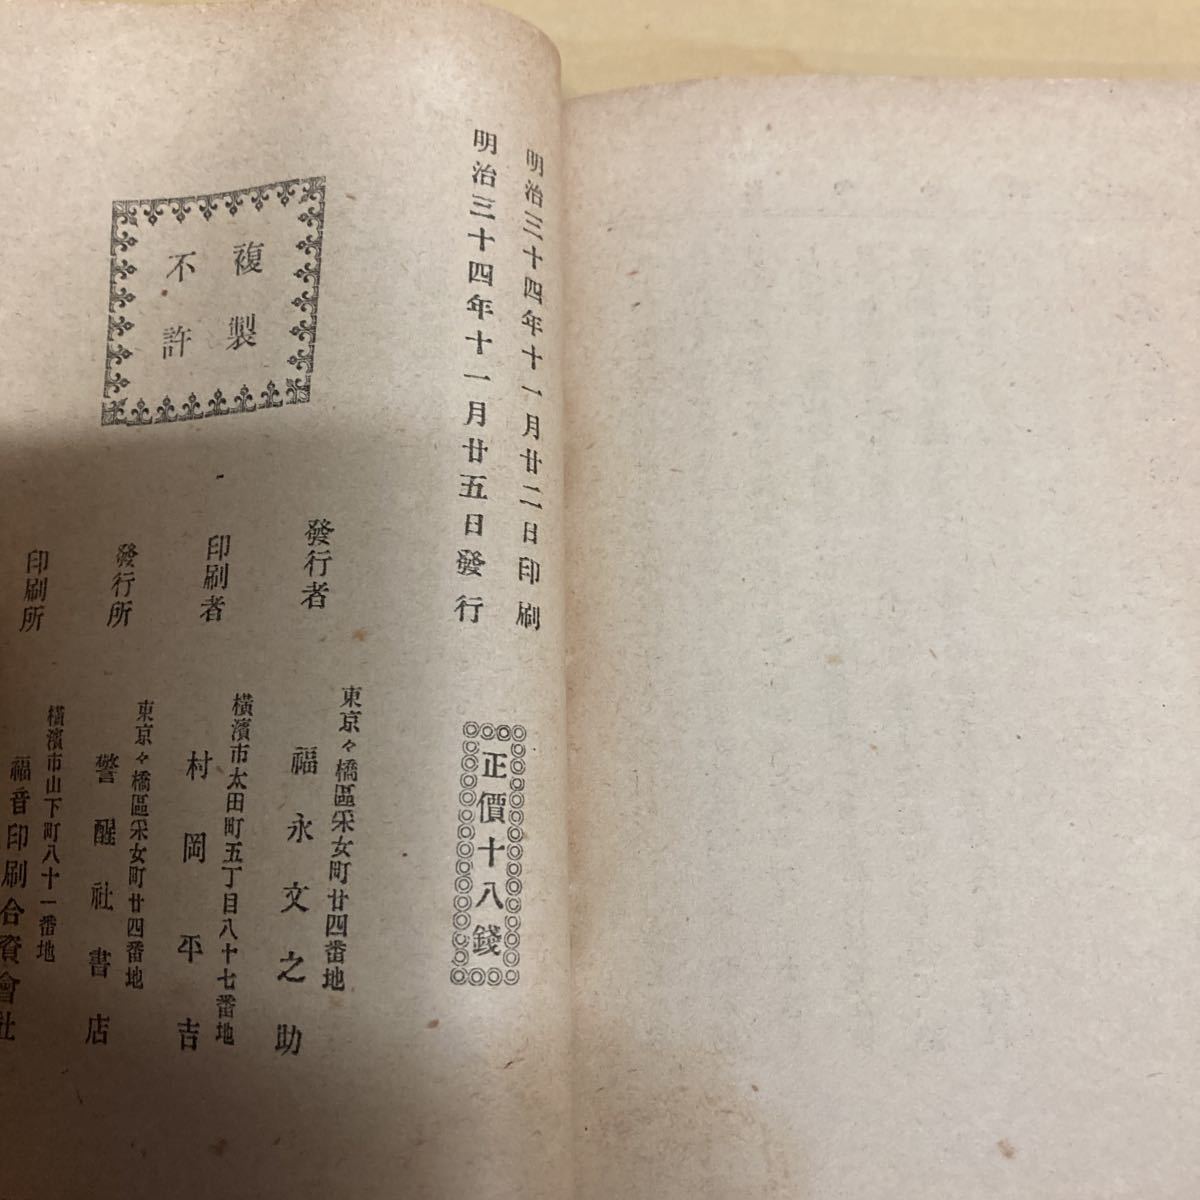 明治三十四年十一月廿二日印刷
明治三十四年十一月廿五日發行
正價十八錢
複製
不許
發行者
東京々橋區采女町廿四番地
福永文之助
印刷者
橫濱市太田町五丁目八十七番地
村岡平吉
發行所
東京々橋區采女町廿四番地
警醒社書店
印刷所
橫濱市山下町八十一番地
福音印刷合資會社